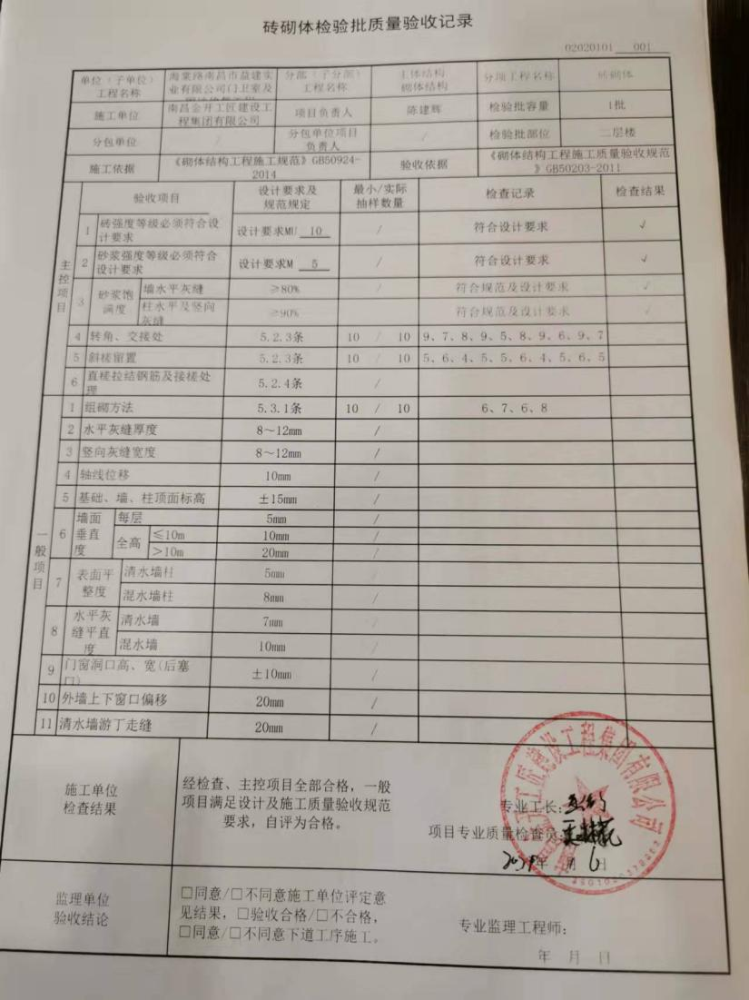 砖砌体检验批质量验收记录
02020101 001
单位（子单位）工程名称 海棠路南昌市益建实业有限公司门卫室及 分部（子分部）工程名称 主体结构 砌体结构 分项工程名称 砖砌体
施工单位 南昌金开工匠建设工程集团有限公司 项目负责人 陈建辉 检验批容量 1批
分包单位 / 分包单位项目负责人 / 检验批部位 二层楼
施工依据 《砌体结构工程施工规范》GB50924-2014 验收依据 《砌体结构工程施工质量验收规范》GB50203-2011
验收项目 设计要求及规范规定 最小/实际抽样数量 检查记录 检查结果
主控项目
1 砖强度等级必须符合设计要求 设计要求MU 10 / 符合设计要求 √
2 砂浆强度等级必须符合设计要求 设计要求M 5 / 符合设计要求 √
3 砂浆饱满度 墙水平灰缝 ≥80% / 符合规范及设计要求 √
柱水平及竖向灰缝 ≥90% / 符合规范及设计要求 √
4 转角、交接处 5.2.3条 10 / 10 9、7、8、9、5、8、9、6、9、7
5 斜槎留置 5.2.3条 10 / 10 5、6、4、5、5、6、4、5、6、5
6 直槎拉结钢筋及接槎处理 5.2.4条 /
一般项目
1 组砌方法 5.3.1条 10 / 10 6、7、6、8
2 水平灰缝厚度 8～12mm /
3 竖向灰缝宽度 8～12mm /
4 轴线位移 10mm /
5 基础、墙、柱顶面标高 ±15mm /
6 墙面垂直度 每层 5mm /
全高 ≤10m 10mm /
>10m 20mm /
7 表面平整度 清水墙柱 5mm /
混水墙柱 8mm /
8 水平灰缝平直度 清水墙 7mm /
混水墙 10mm /
9 门窗洞口高、宽(后塞口) ±10mm /
10 外墙上下窗口偏移 20mm /
11 清水墙游丁走缝 20mm /
施工单位检查结果
经检查、主控项目全部合格，一般
项目满足设计及施工质量验收规范
要求，自评为合格。
专业工长：
项目专业质量检查员：
年 月 6 日
监理单位验收结论
□同意/□不同意施工单位评定意
见结果，□验收合格/□不合格，
□同意/□不同意下道工序施工。
专业监理工程师：
年 月 日